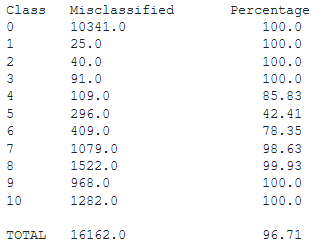 Class Misclassified Percentage
0 10341.0 100.0
1 25.0 100.0
2 40.0 100.0
3 91.0 100.0
4 109.0 85.83
5 296.0 42.41
6 409.0 78.35
7 1079.0 98.63
8 1522.0 99.93
9 968.0 100.0
10 1282.0 100.0
TOTAL 16162.0 96.71